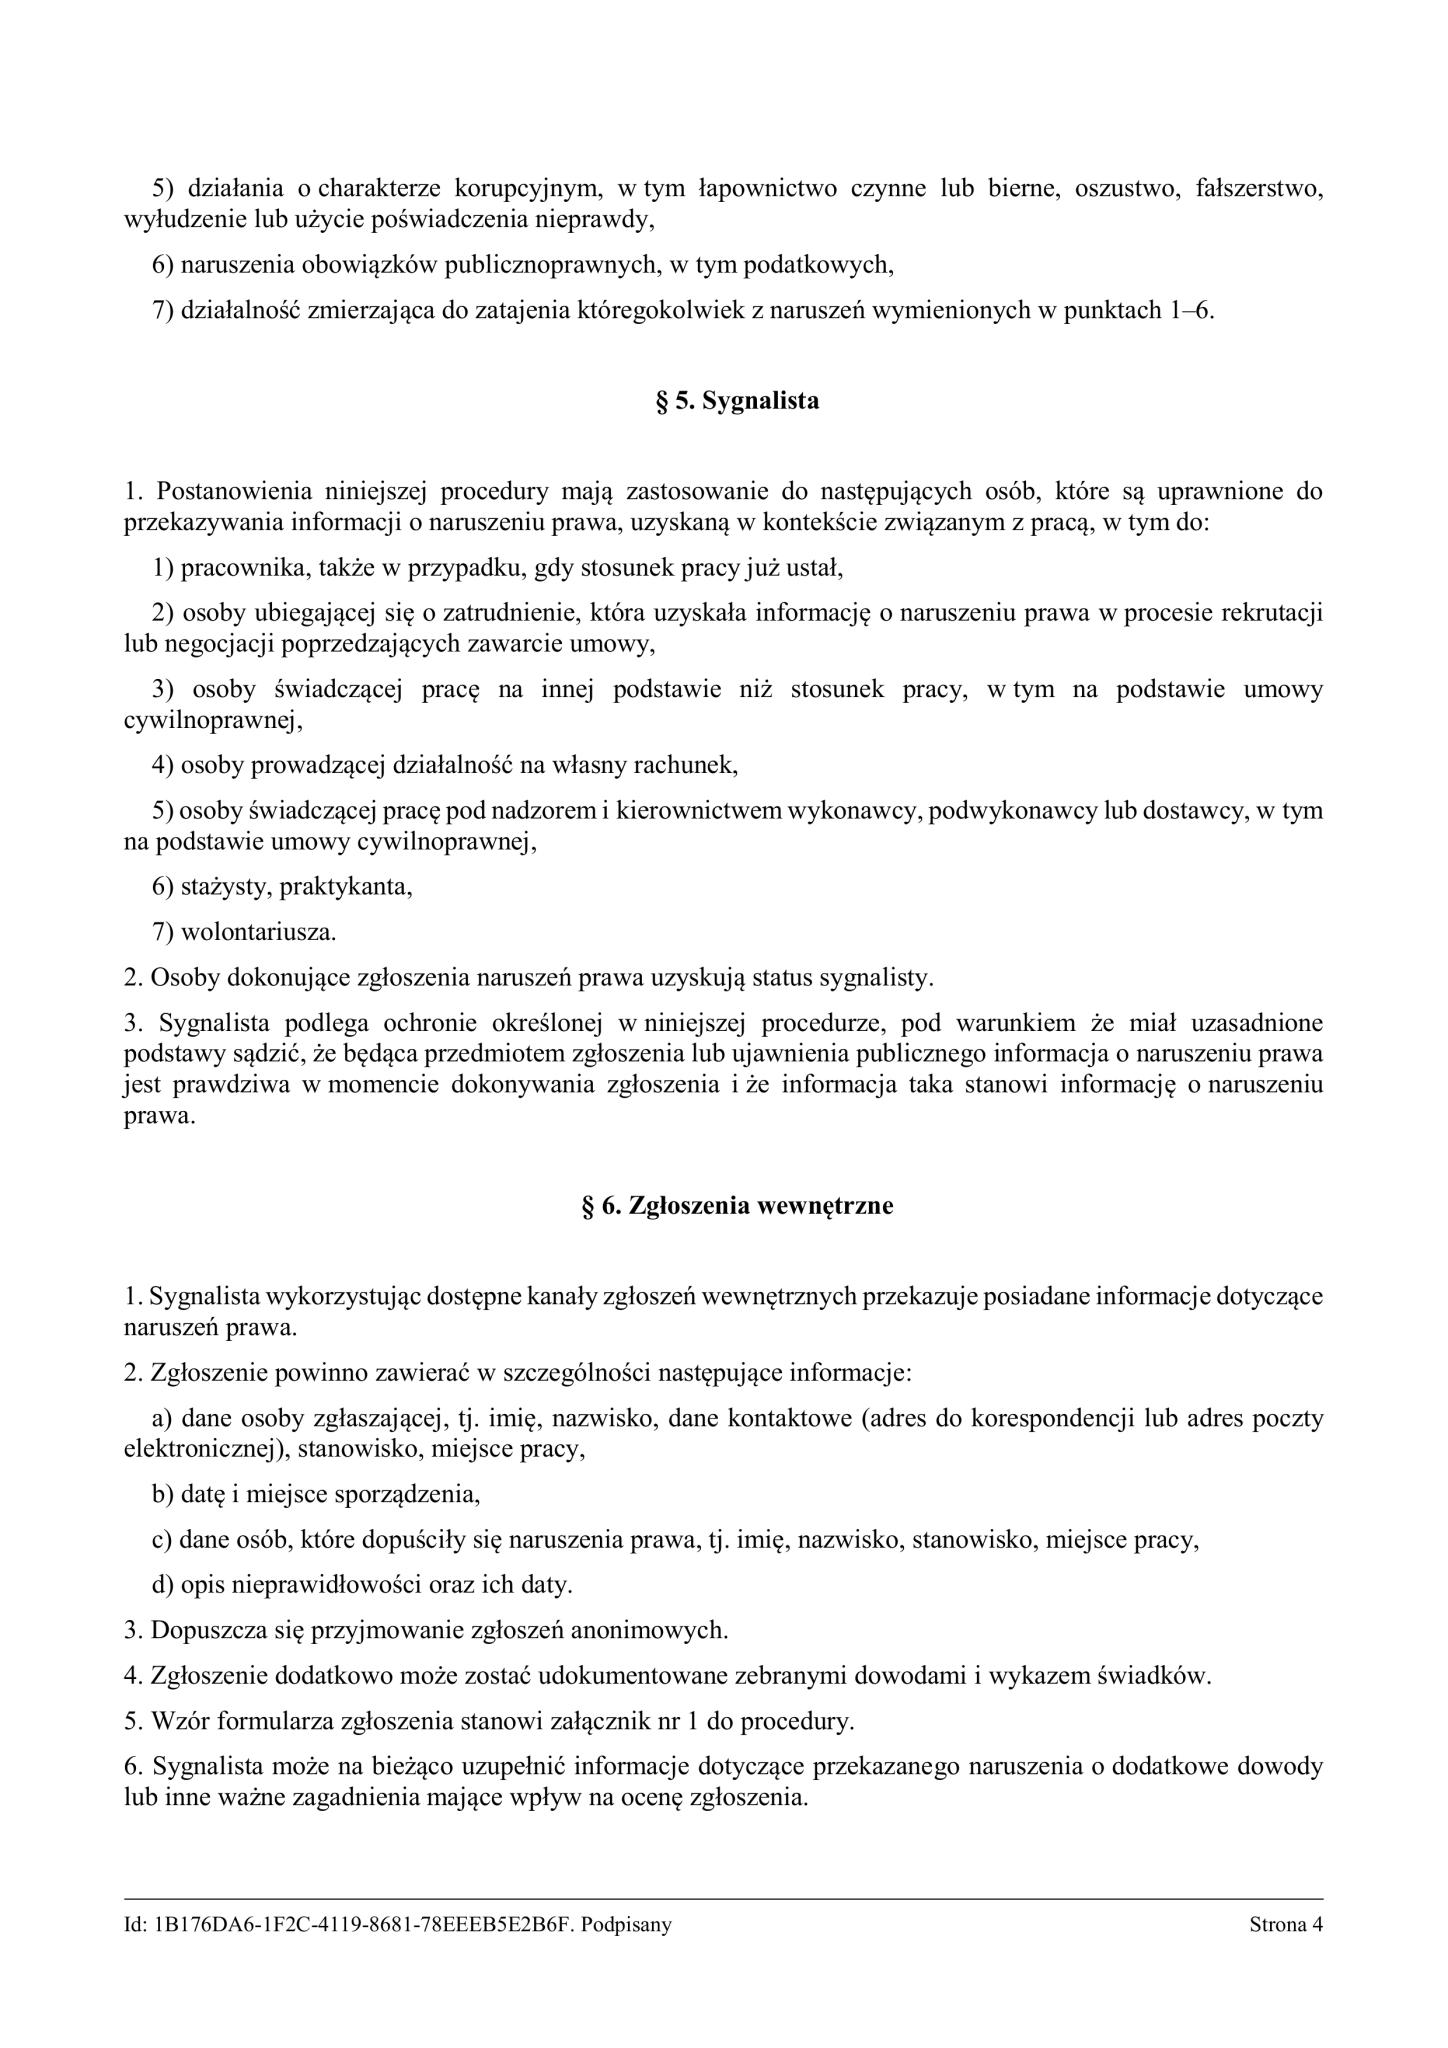 5) działania o charakterze korupcyjnym, w tym łapownictwo czynne lub bierne, oszustwo, fałszerstwo,
wyłudzenie lub użycie poświadczenia nieprawdy,
6) naruszenia obowiązków publicznoprawnych, w tym podatkowych,
7) działalność zmierzająca do zatajenia któregokolwiek z naruszeń wymienionych w punktach 1–6.
§ 5. Sygnalista
1. Postanowienia niniejszej procedury mają zastosowanie do następujących osób, które są uprawnione do
przekazywania informacji o naruszeniu prawa, uzyskaną w kontekście związanym z pracą, w tym do:
1) pracownika, także w przypadku, gdy stosunek pracy już ustał,
2) osoby ubiegającej się o zatrudnienie, która uzyskała informację o naruszeniu prawa w procesie rekrutacji
lub negocjacji poprzedzających zawarcie umowy,
3) osoby świadczącej pracę na innej podstawie niż stosunek pracy, w tym na podstawie umowy
cywilnoprawnej,
4) osoby prowadzącej działalność na własny rachunek,
5) osoby świadczącej pracę pod nadzorem i kierownictwem wykonawcy, podwykonawcy lub dostawcy, w tym
na podstawie umowy cywilnoprawnej,
6) stażysty, praktykanta,
7) wolontariusza.
2. Osoby dokonujące zgłoszenia naruszeń prawa uzyskują status sygnalisty.
3. Sygnalista podlega ochronie określonej w niniejszej procedurze, pod warunkiem że miał uzasadnione
podstawy sądzić, że będąca przedmiotem zgłoszenia lub ujawnienia publicznego informacja o naruszeniu prawa
jest prawdziwa w momencie dokonywania zgłoszenia i że informacja taka stanowi informację o naruszeniu
prawa.
§ 6. Zgłoszenia wewnętrzne
1. Sygnalista wykorzystując dostępne kanały zgłoszeń wewnętrznych przekazuje posiadane informacje dotyczące
naruszeń prawa.
2. Zgłoszenie powinno zawierać w szczególności następujące informacje:
a) dane osoby zgłaszającej, tj. imię, nazwisko, dane kontaktowe (adres do korespondencji lub adres poczty
elektronicznej), stanowisko, miejsce pracy,
b) datę i miejsce sporządzenia,
c) dane osób, które dopuściły się naruszenia prawa, tj. imię, nazwisko, stanowisko, miejsce pracy,
d) opis nieprawidłowości oraz ich daty.
3. Dopuszcza się przyjmowanie zgłoszeń anonimowych.
4. Zgłoszenie dodatkowo może zostać udokumentowane zebranymi dowodami i wykazem świadków.
5. Wzór formularza zgłoszenia stanowi załącznik nr 1 do procedury.
6. Sygnalista może na bieżąco uzupełnić informacje dotyczące przekazanego naruszenia o dodatkowe dowody
lub inne ważne zagadnienia mające wpływ na ocenę zgłoszenia.
Id: 1B176DA6-1F2C-4119-8681-78EEEB5E2B6F. Podpisany
Strona 4